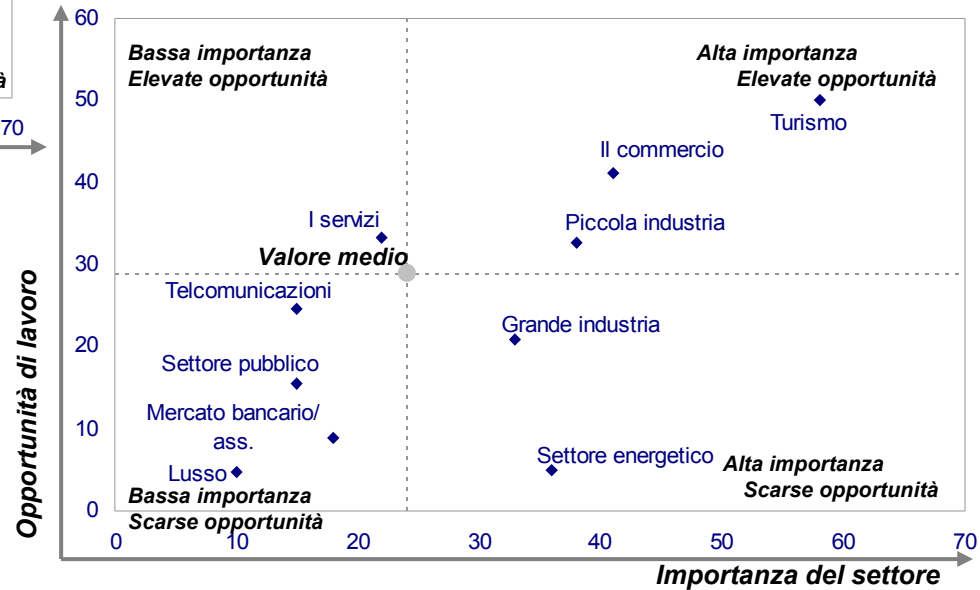 60
Bassa importanza
Elevate opportunità
Alta importanza
Elevate opportunità
à
50
Turismo
70
Il commercio
40
I servizi
Piccola industria
Valore medio
30
Telcomunicazioni
Grande industria
20
Settore pubblico
Mercato bancario/
ass.
10
Settore energetico
Alta importanza
Scarse opportunità
Lusso
Bassa importanza
Scarse opportunità
0
0 10 20 30 40 50 60 70
Opportunità di lavoro
Importanza del settore